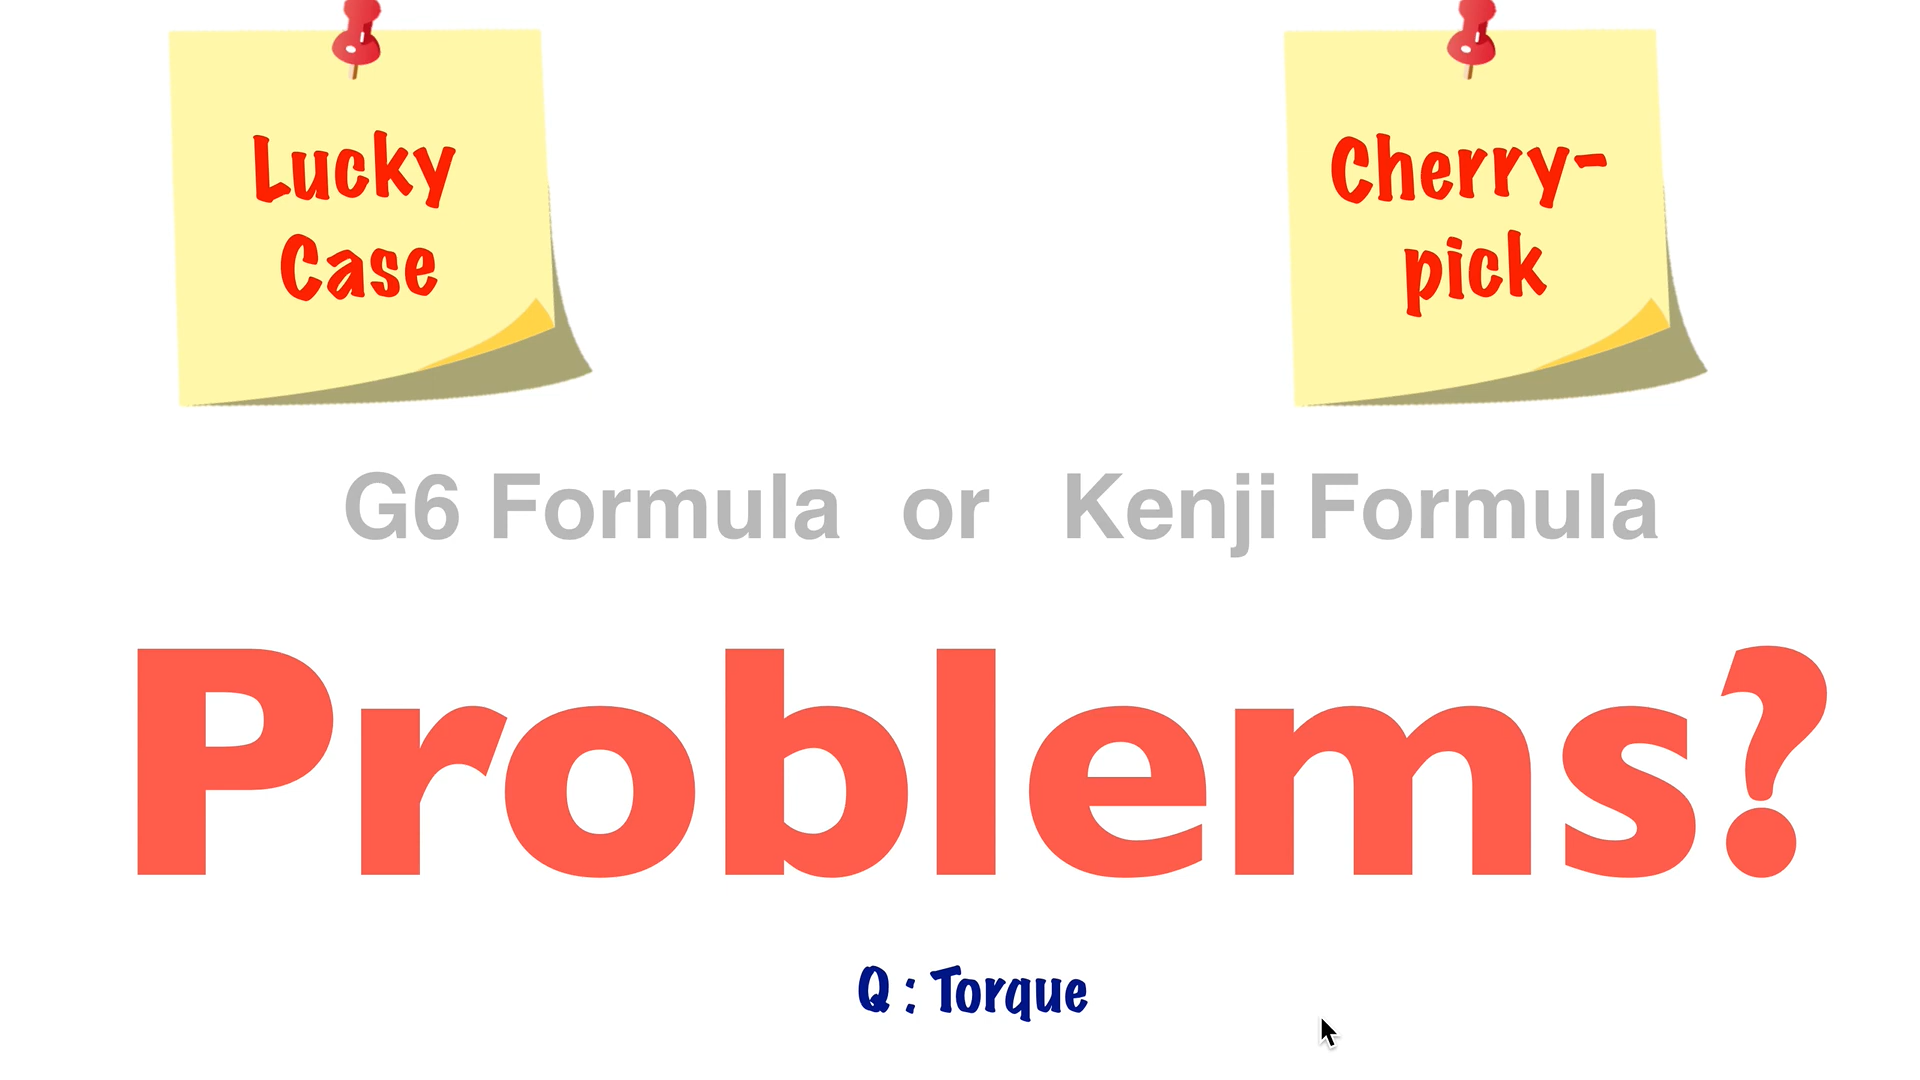 Lucky
Case
Cherry-
pick
G6 Formula or Kenji Formula
Problems?
Q : Torque